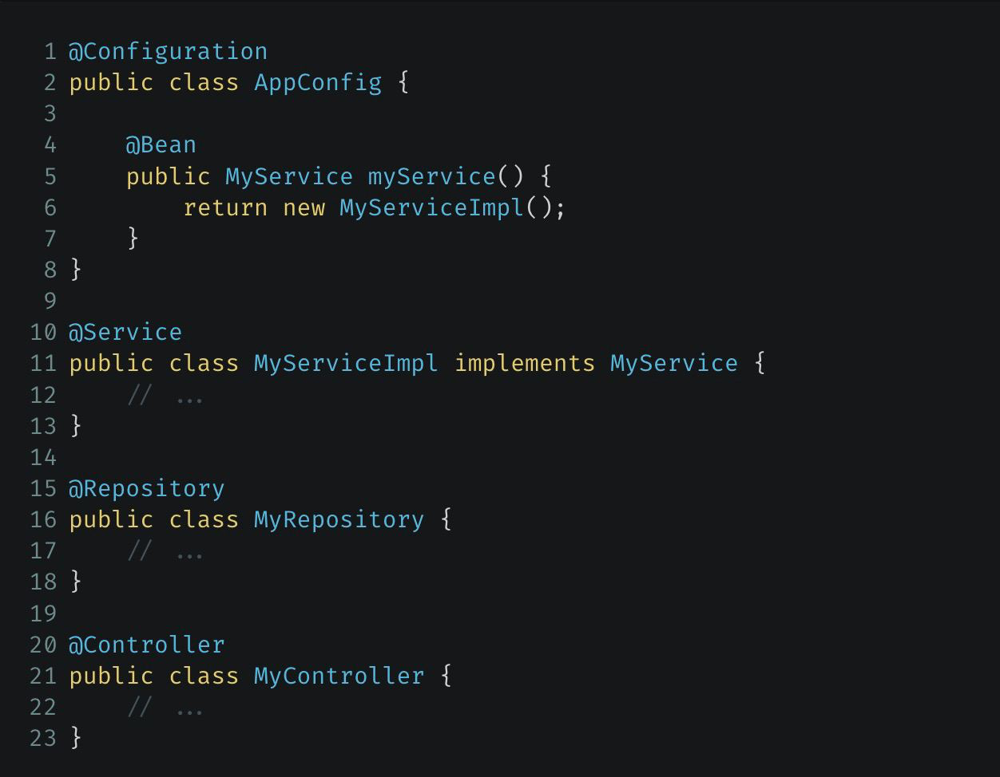 1 @Configuration
2 public class AppConfig {
3
4     @Bean
5     public MyService myService() {
6         return new MyServiceImpl();
7     }
8 }
9
10 @Service
11 public class MyServiceImpl implements MyService {
12     // ...
13 }
14
15 @Repository
16 public class MyRepository {
17     // ...
18 }
19
20 @Controller
21 public class MyController {
22     // ...
23 }